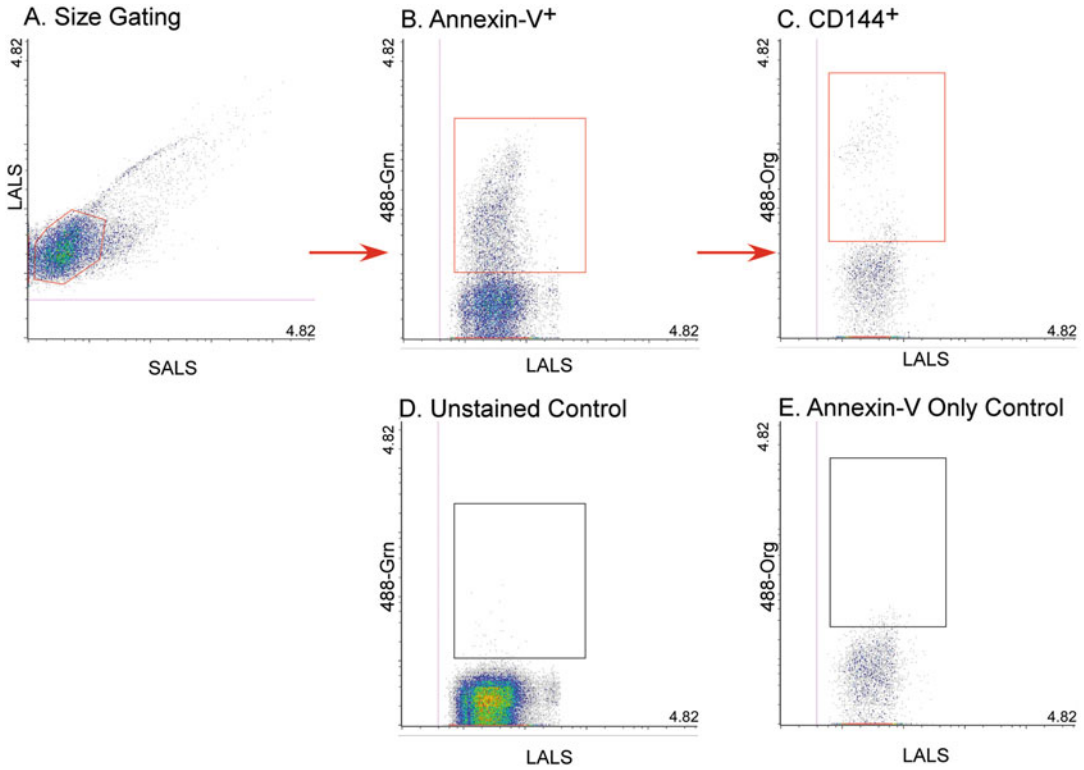 A. Size Gating
4.82
LALS
4.82
SALS
B. Annexin-V+
4.82
488-Grn
4.82
LALS
C. CD144+
4.82
488-Org
4.82
LALS
D. Unstained Control
4.82
488-Grn
4.82
LALS
E. Annexin-V Only Control
4.82
488-Org
4.82
LALS